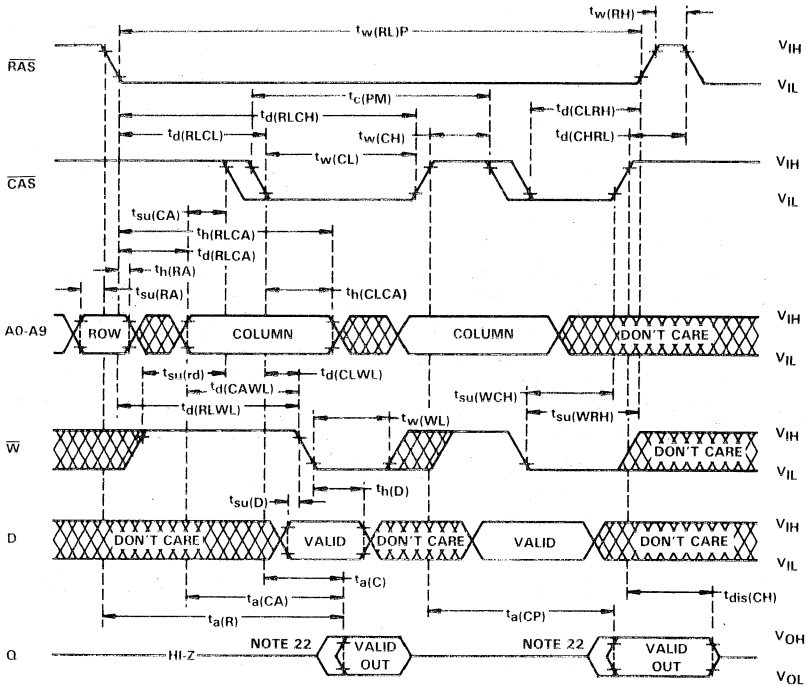 tw(RH)
tw(RL)P
RAS
VIH
VIL
tc(PM)
td(CLRH)
td(RLCH)
td(RLCL)
tw(CH)
td(CHRL)
tw(CL)
CAS
VIH
VIL
tsu(CA)
th(RLCA)
td(RLCA)
th(RA)
tsu(RA)
th(CLCA)
A0-A9
ROW
COLUMN
COLUMN
DON'T CARE
VIH
VIL
tsu(rd)
td(CLWL)
td(CAWL)
td(RLWL)
tsu(WCH)
tw(WL)
tsu(WRH)
W
DON'T CARE
VIH
VIL
tsu(D)
th(D)
D
DON'T CARE
VALID
DON'T CARE
VALID
DON'T CARE
VIH
VIL
ta(C)
ta(CA)
ta(R)
ta(CP)
tdis(CH)
Q
HI-Z
NOTE 22
VALID OUT
NOTE 22
VALID OUT
VOH
VOL